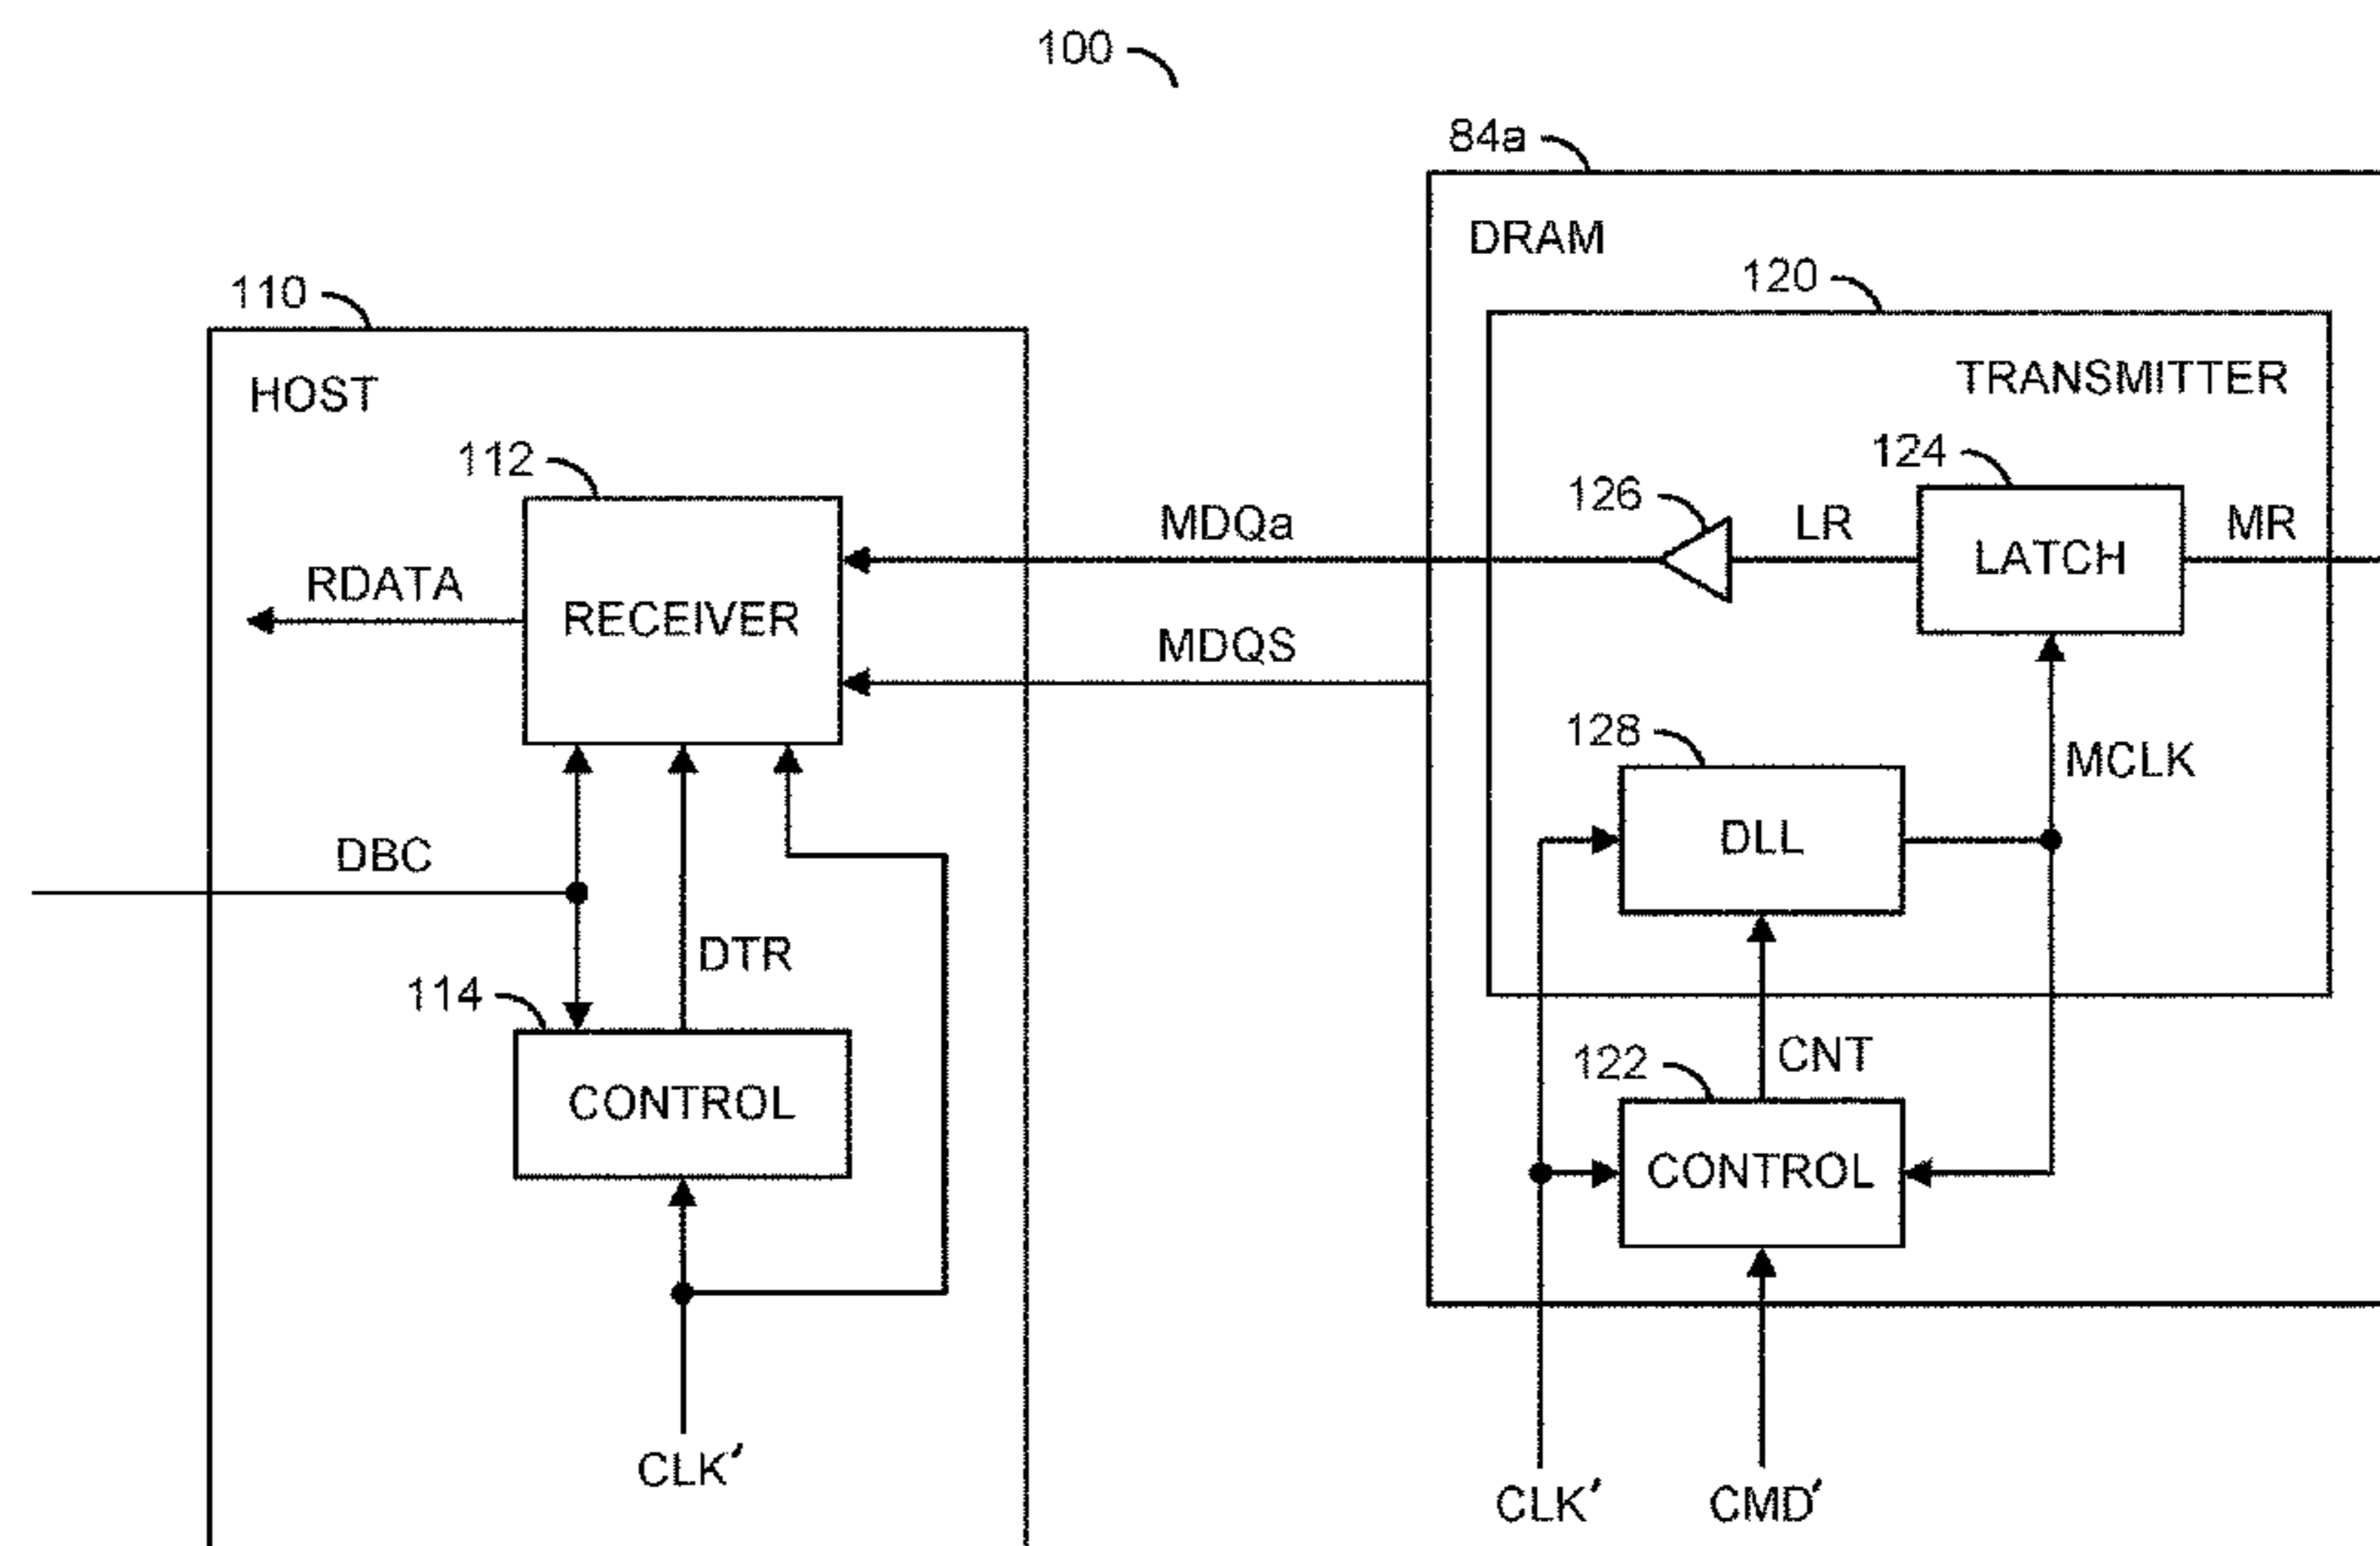 100
84a
DRAM
120
110
TRANSMITTER
HOST
124
112
126
LR
MR
MDQa
LATCH
RDATA
RECEIVER
MDQS
128
MCLK
DLL
DBC
DTR
114
CNT
122
CONTROL
CONTROL
CLK'
CLK'
CMD'